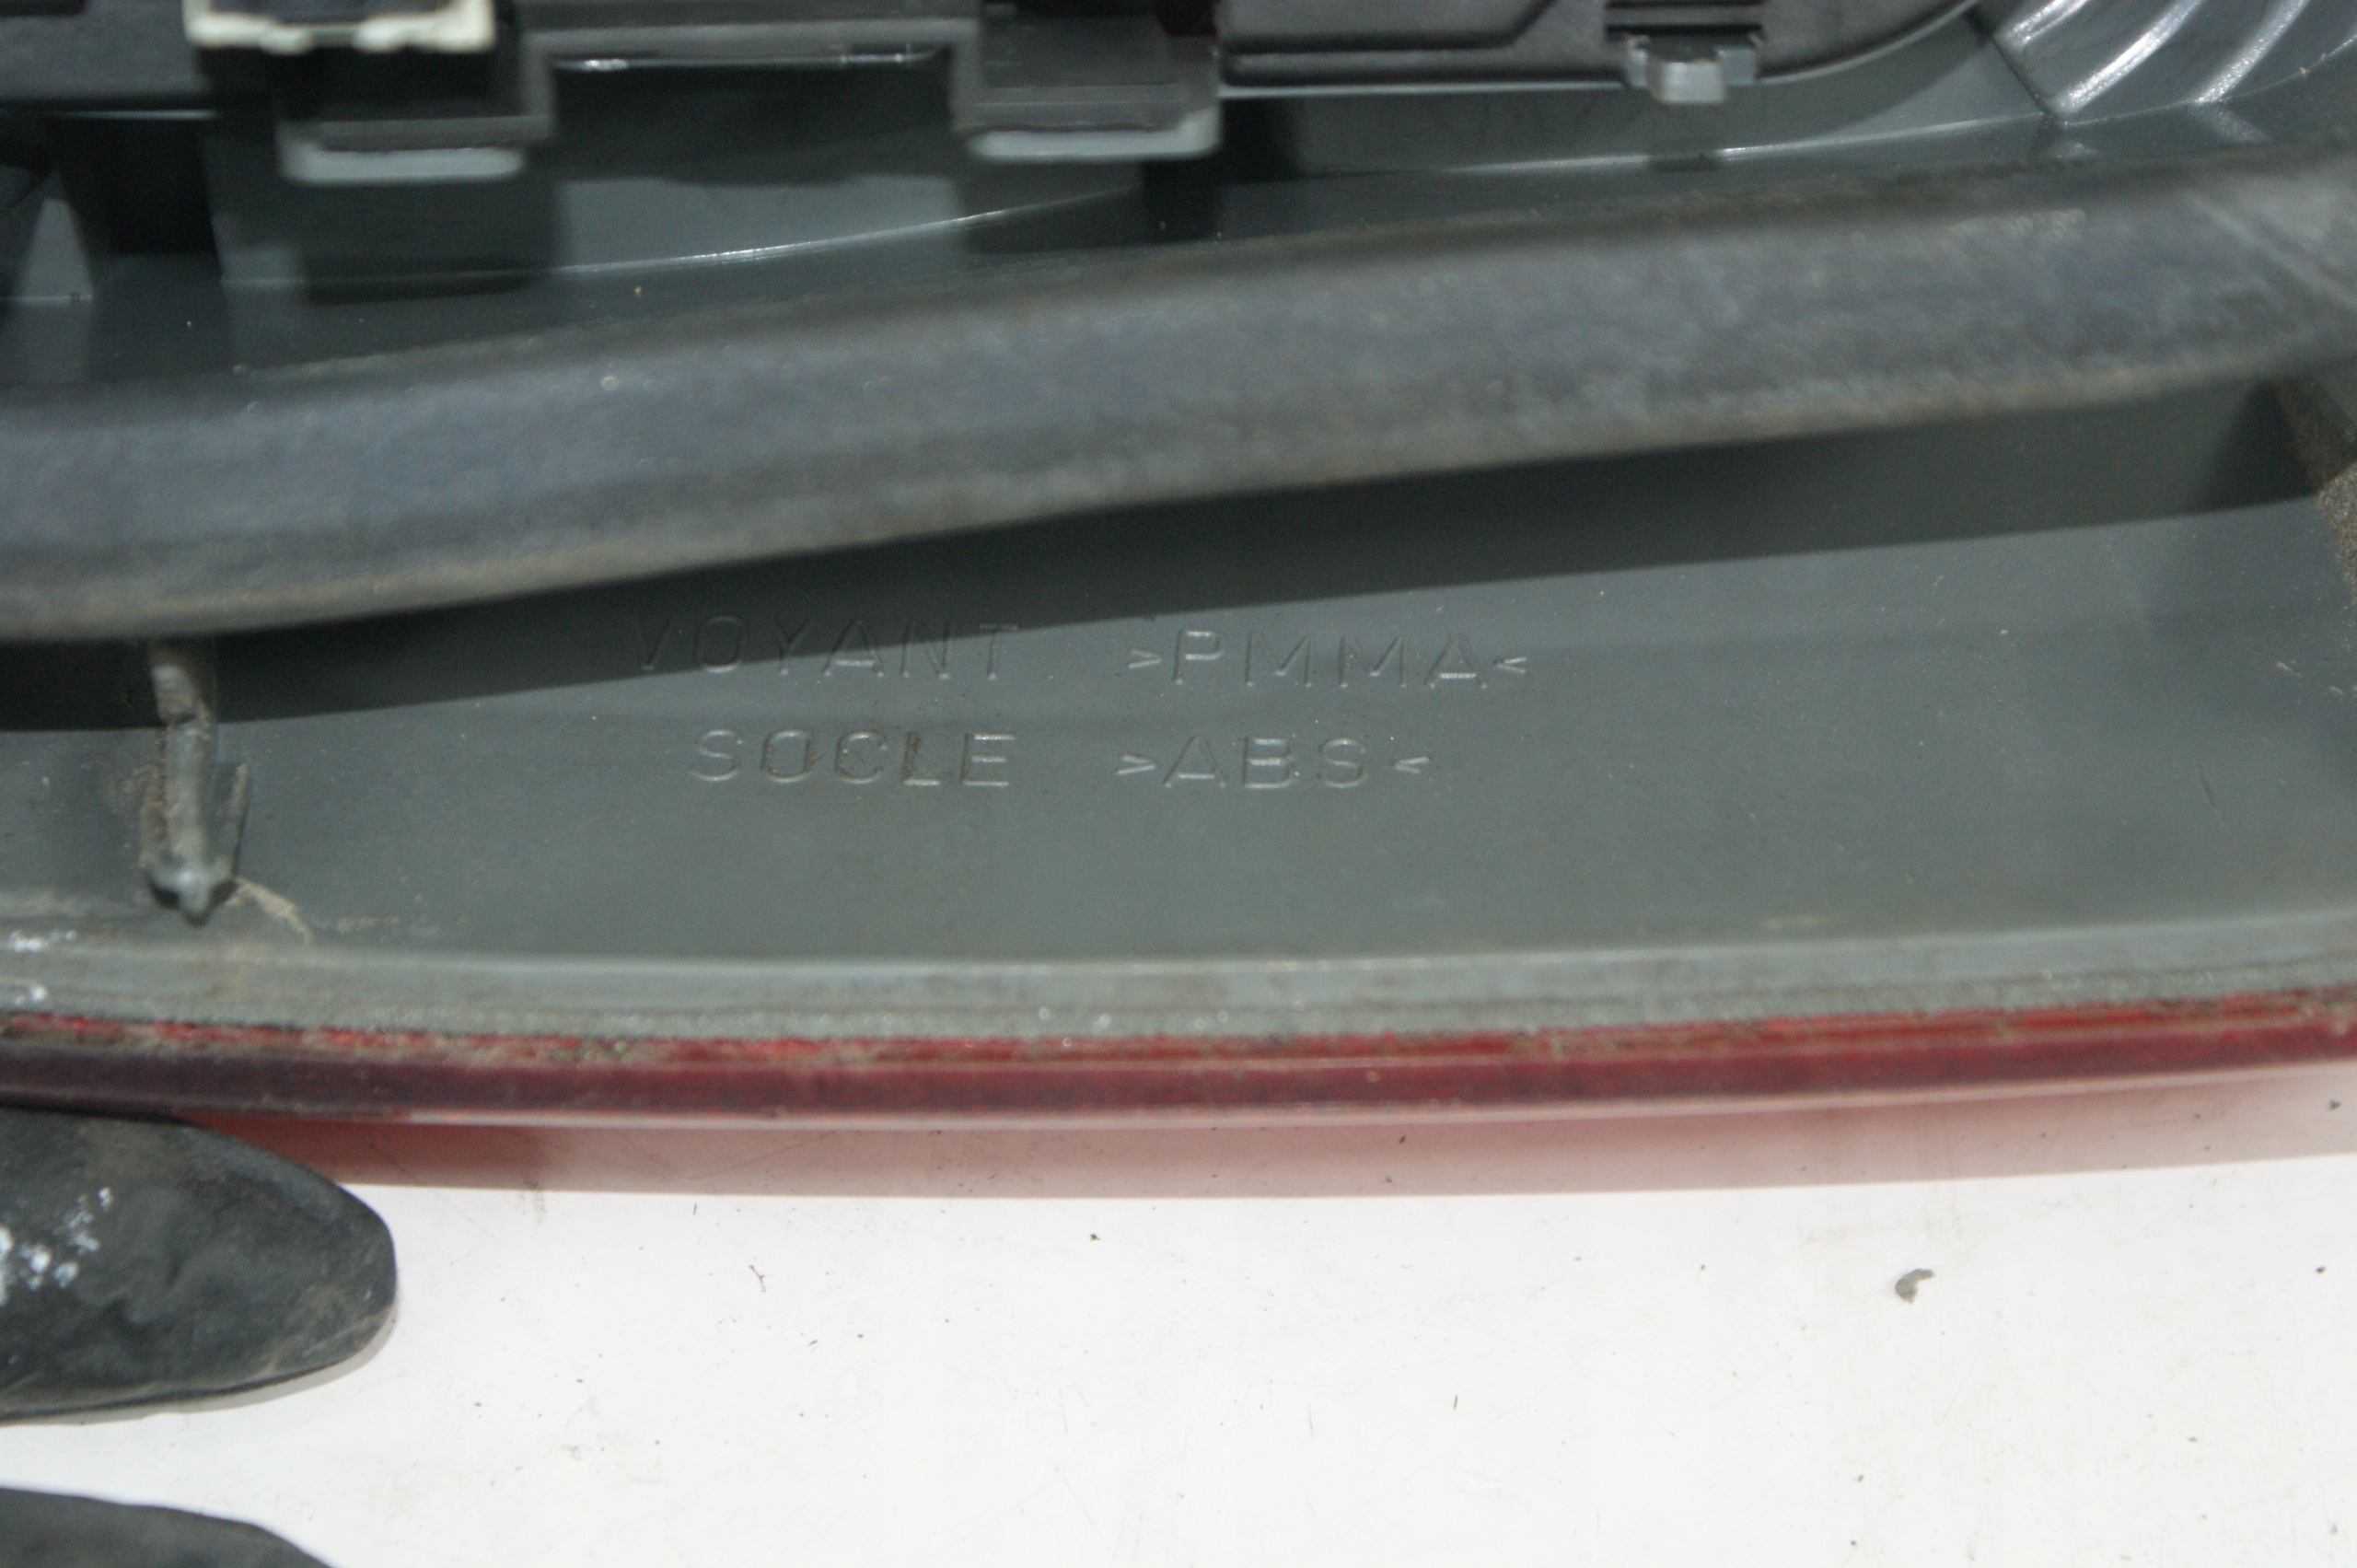 VOYANT >PMMA<
SOCLE >ABS<